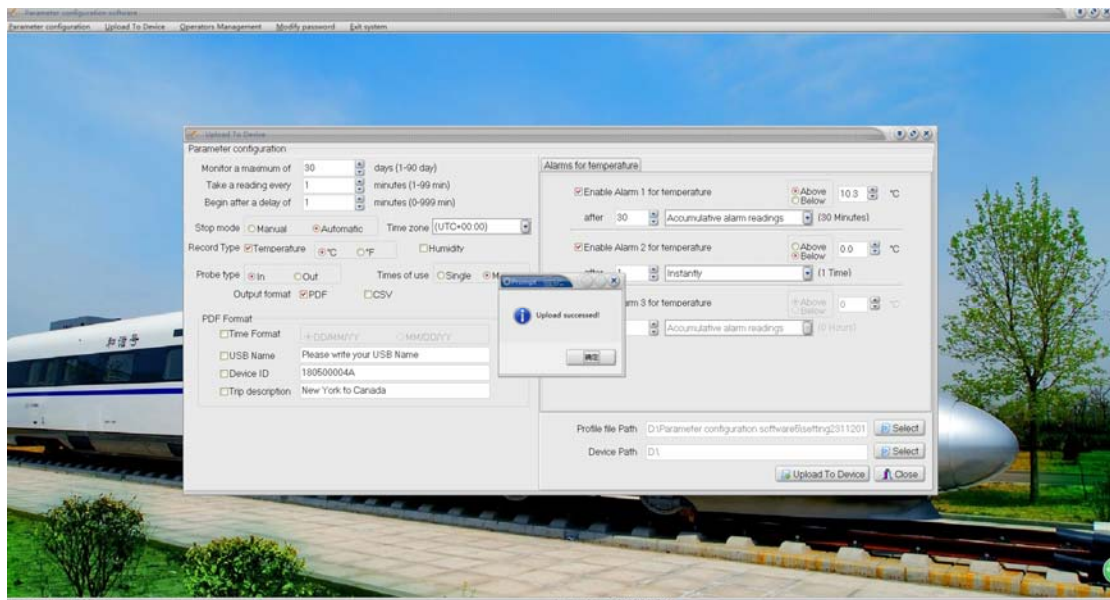 Parameter configuration software
Parameter configuration Upload To Device Operators Management Modify password Exit system
Upload To Device
Parameter configuration
Monitor a maximum of 30 days (1-90 day)
Take a reading every 1 minutes (1-99 min)
Begin after a delay of 1 minutes (0-999 min)
Stop mode Manual Automatic Time zone (UTC+00:00)
Record Type Temperature °C °F Humidity
Probe type In Out Times of use Single
Output format PDF CSV
PDF Format
Time Format DD/MM/YY MM/DD/YY
USB Name Please write your USB Name
Device ID 180500004A
Trip description New York to Canada
Alarms for temperature
Enable Alarm 1 for temperature Above Below 10.3 °C
after 30 Accumulative alarm readings (30 Minutes)
Enable Alarm 2 for temperature Above Below 0.0 °C
Instantly (1 Time)
arm 3 for temperature Above Below 0 °C
Accumulative alarm readings (0 Hours)
Prompt
Upload successed!
确定
Profile file Path D:\Parameter configuration software6\setting2311201 Select
Device Path D:\ Select
Upload To Device Close
和谐号